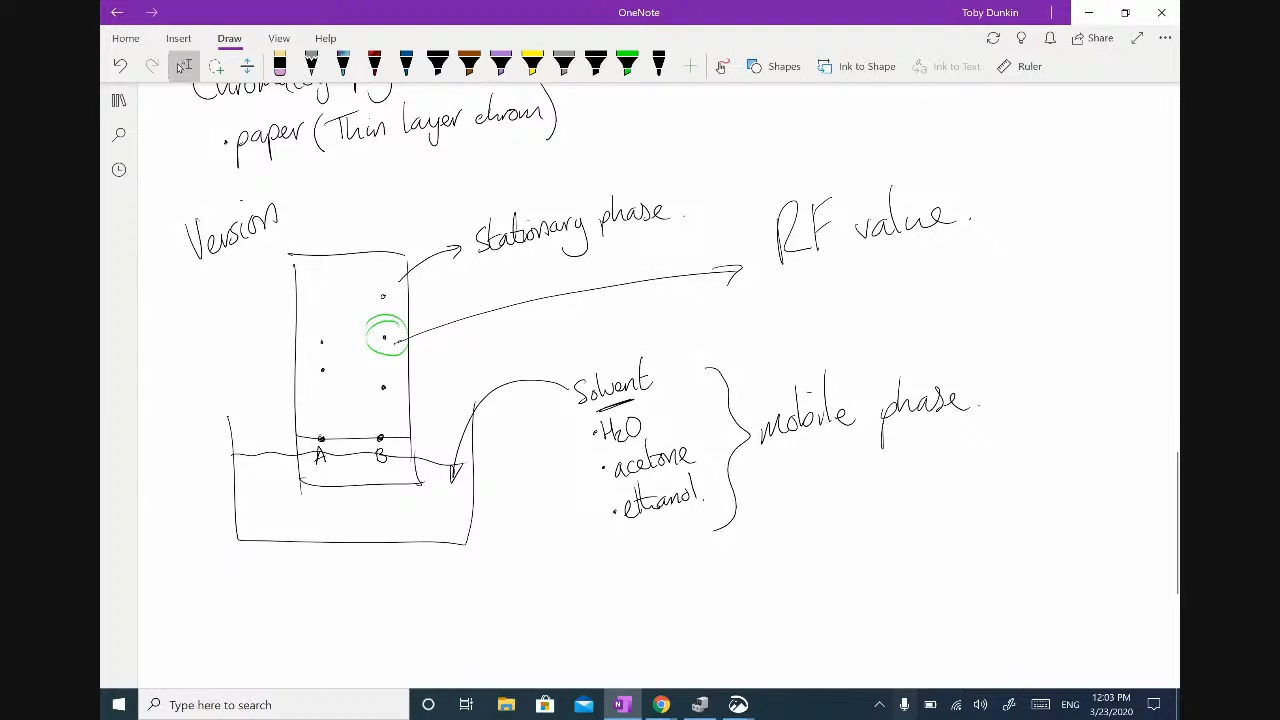 OneNote
Toby Dunkin
Home Insert Draw View Help
Share
Shapes Ink to Shape Ink to Text Ruler
paper (Thin layer chrom)
Version
Stationary phase.
RF value.
Solvent
H2O
acetone
ethanol.
mobile phase.
A B
Type here to search
ENG
12:03 PM
3/23/2020